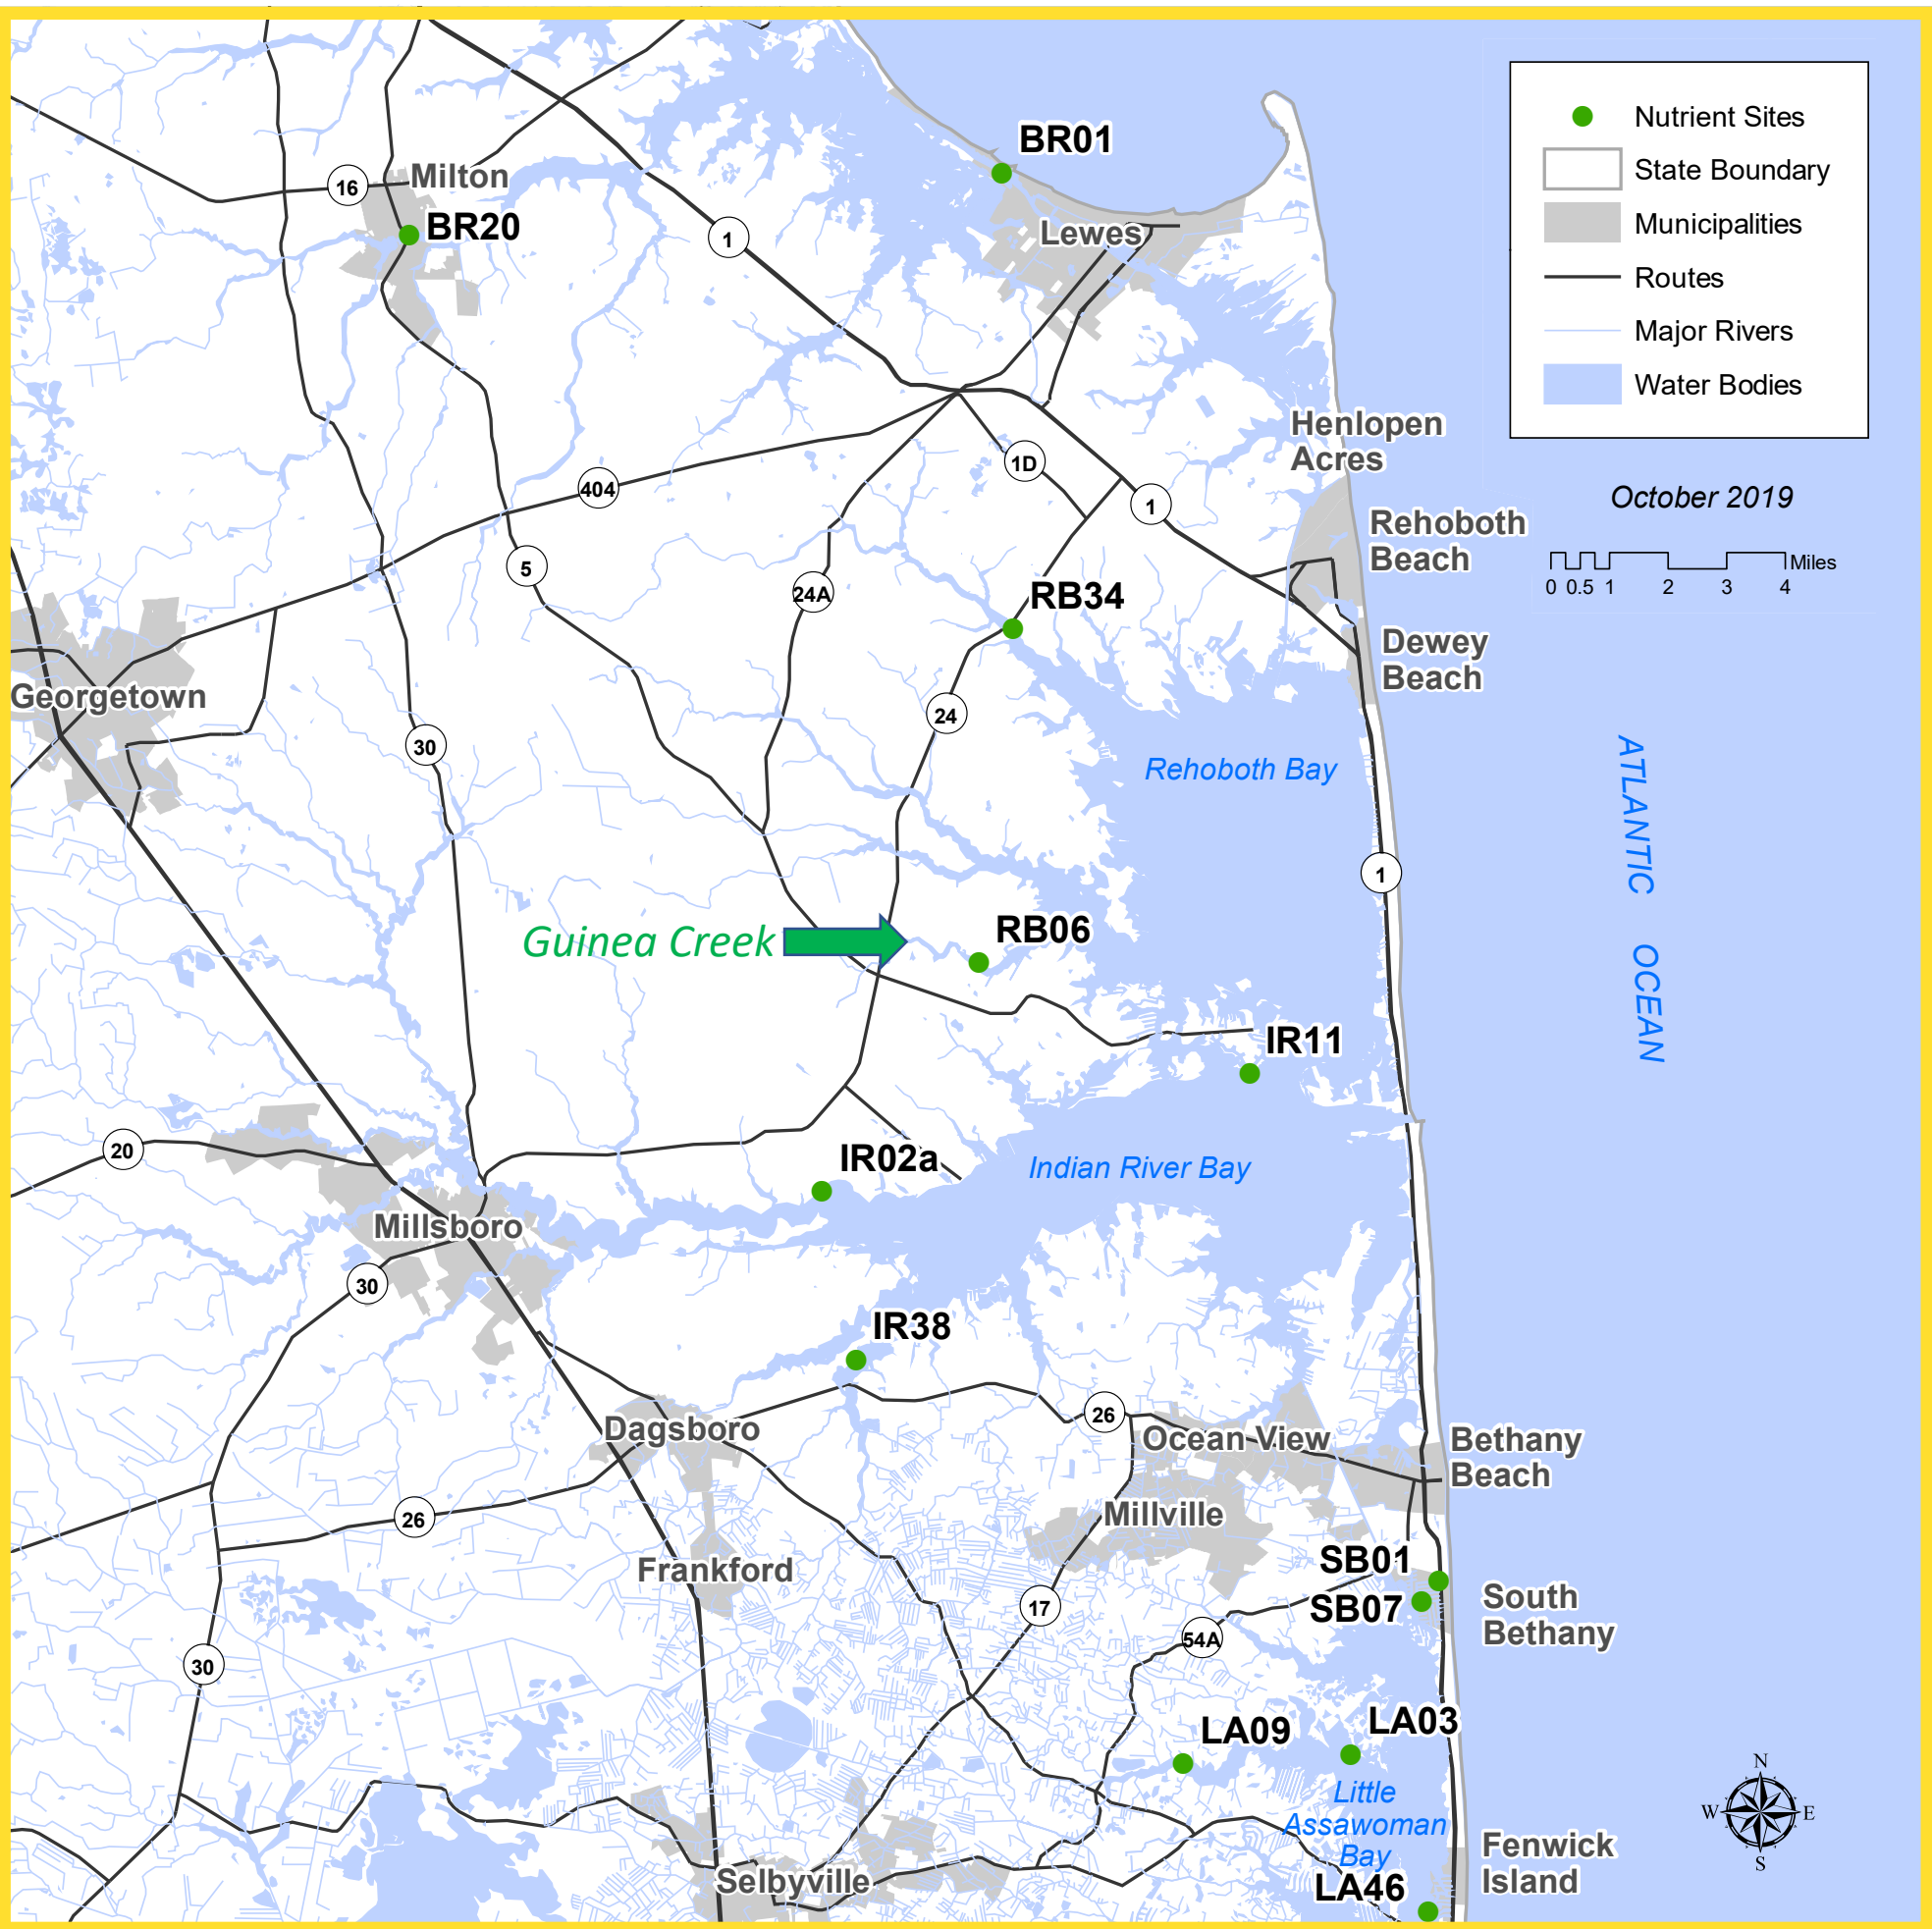 BR01
Nutrient Sites
State Boundary
Municipalities
Routes
Major Rivers
Water Bodies
16
Milton
BR20
1
Lewes
Henlopen
Acres
1D
404
1
October 2019
Rehoboth
Beach
Miles
0 0.5 1 2 3 4
5
24A
RB34
Dewey
Beach
Georgetown
24
30
Rehoboth Bay
ATLANTIC OCEAN
1
Guinea Creek
RB06
IR11
20
IR02a
Indian River Bay
Millsboro
30
IR38
26
Dagsboro
Ocean View
Bethany
Beach
26
Millville
Frankford
SB01
SB07
South
Bethany
17
54A
30
LA09
LA03
Little
Assawoman
Bay
N
W E
S
Fenwick
Island
Selbyville
LA46